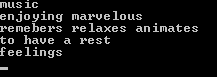 music
enjoying marvelous
remebers relaxes animates
to have a rest
feelings